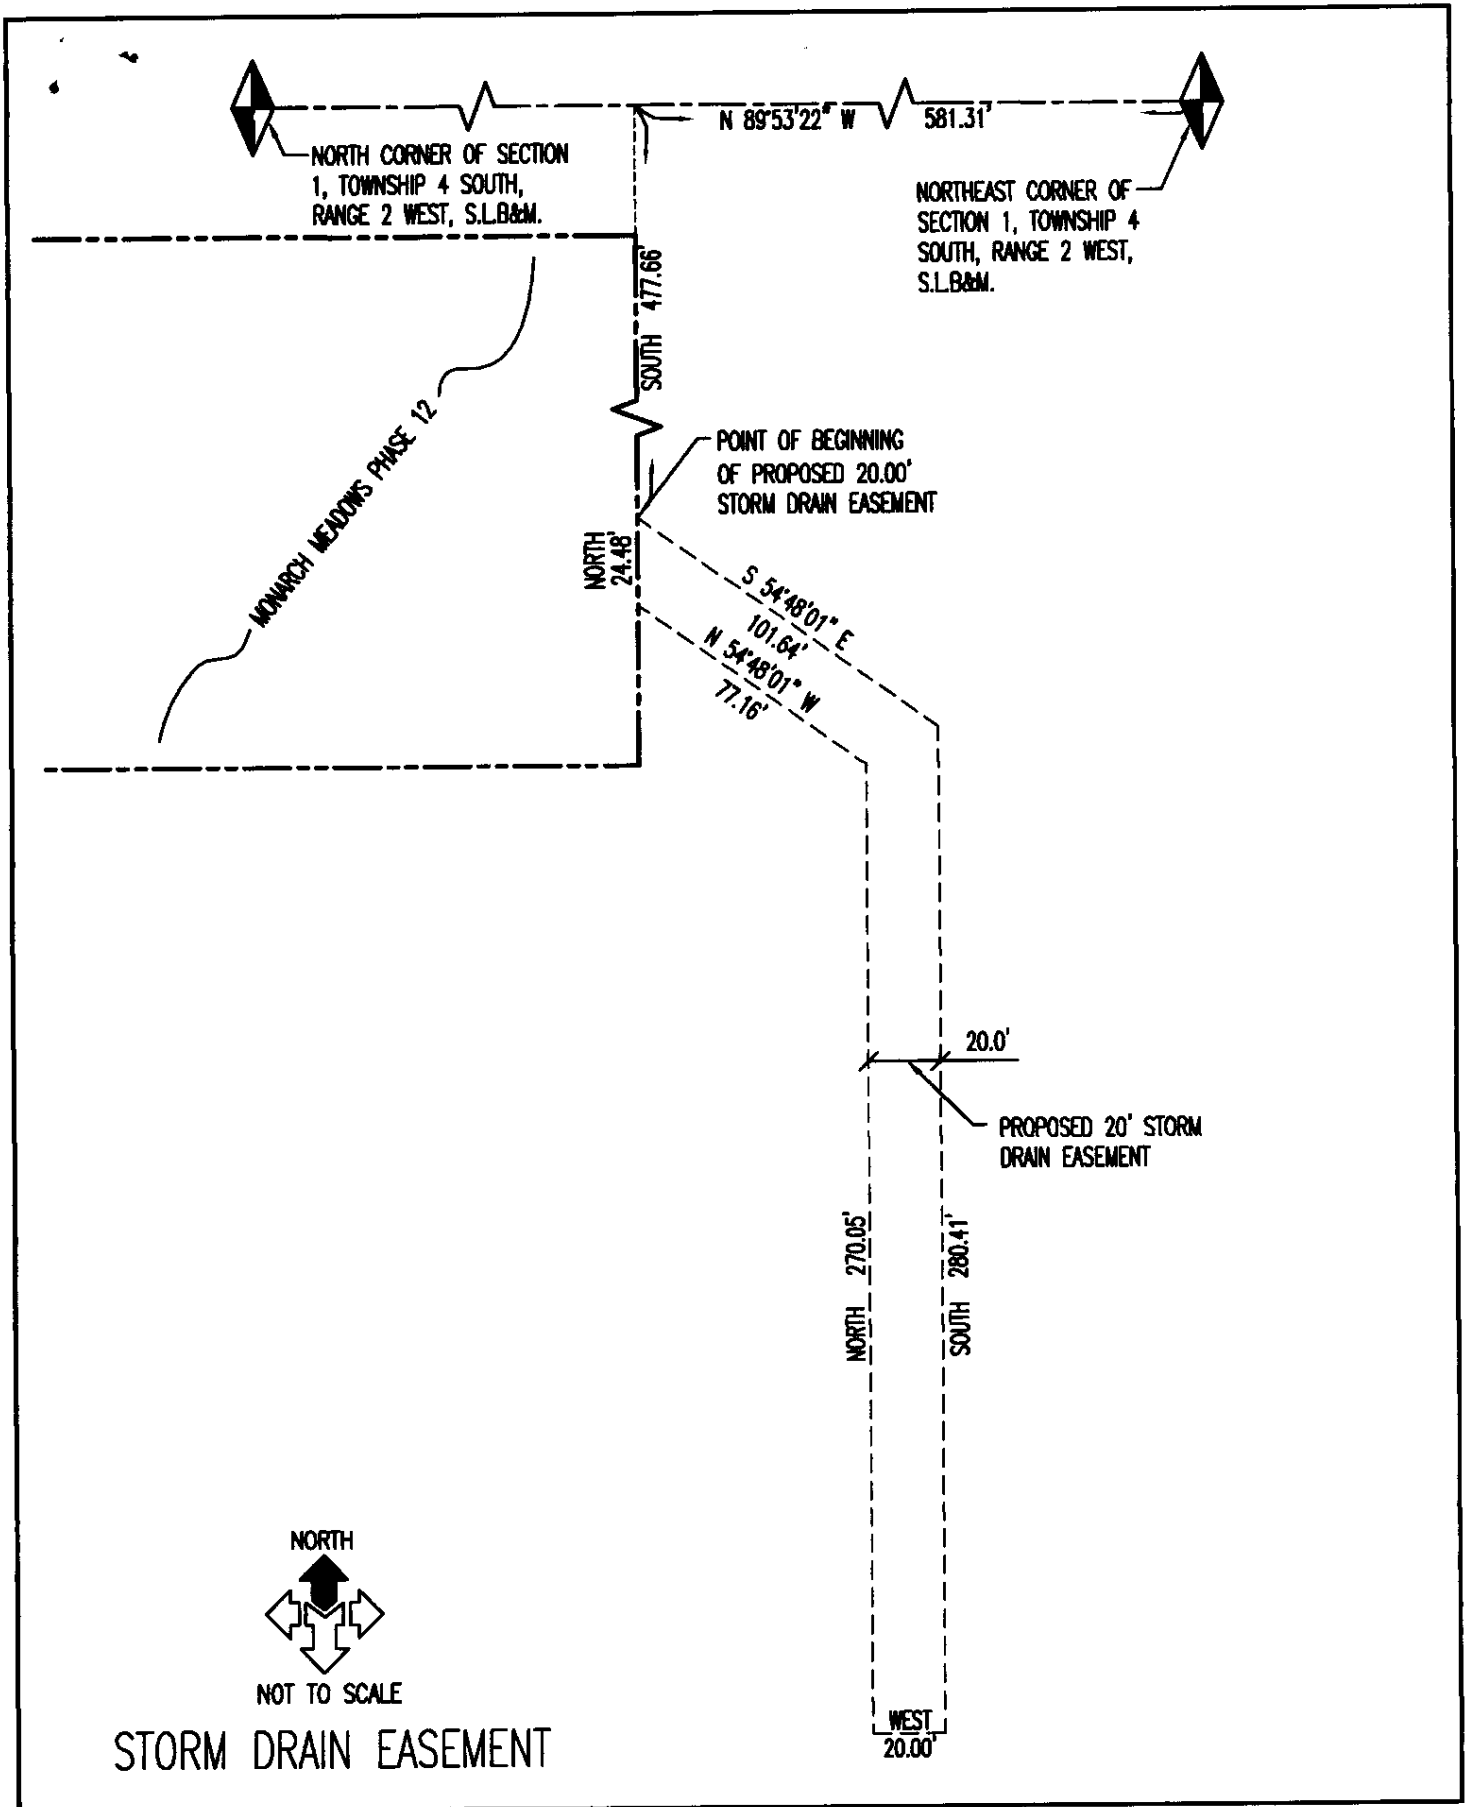 N 89°53'22" W 581.31'
NORTH CORNER OF SECTION
1, TOWNSHIP 4 SOUTH,
RANGE 2 WEST, S.L.B&M.
NORTHEAST CORNER OF
SECTION 1, TOWNSHIP 4
SOUTH, RANGE 2 WEST,
S.L.B&M.
SOUTH 477.66'
MONARCH MEADOWS PHASE 12
POINT OF BEGINNING
OF PROPOSED 20.00'
STORM DRAIN EASEMENT
NORTH
24.48'
S 54°48'01" E
101.64'
N 54°48'01" W
77.16'
20.0'
PROPOSED 20' STORM
DRAIN EASEMENT
NORTH 270.05'
SOUTH 280.41'
WEST
20.00'
NORTH
NOT TO SCALE
STORM DRAIN EASEMENT